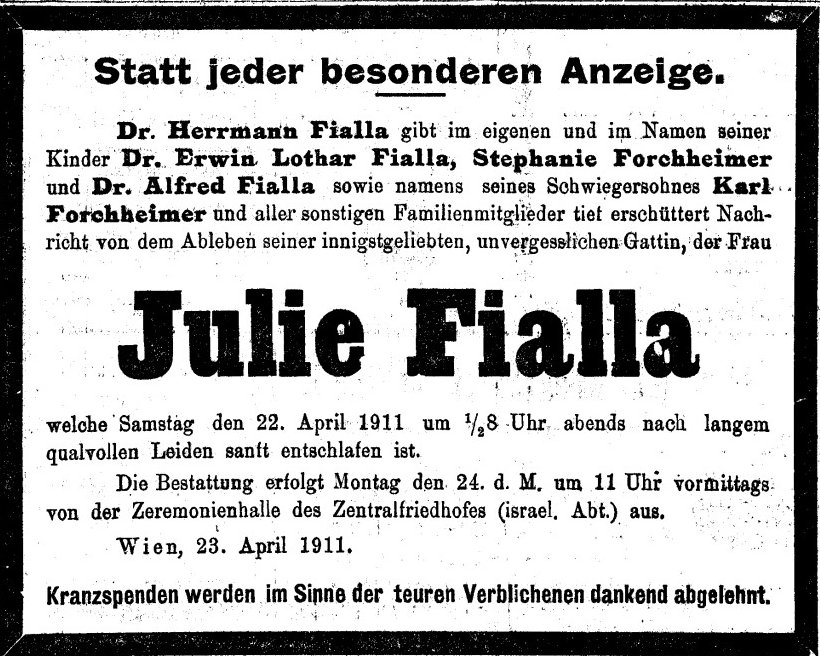 Statt jeder besonderen Anzeige.
Dr. Herrmann Fialla gibt im eigenen und im Namen seiner
Kinder Dr. Erwin Lothar Fialla, Stephanie Forchheimer
und Dr. Alfred Fialla sowie namens seines Schwiegersohnes Karl
Forchheimer und aller sonstigen Familienmitglieder tief erschüttert Nach-
richt von dem Ableben seiner innigstgeliebten, unvergesslichen Gattin, der Frau
Julie Fialla
welche Samstag den 22. April 1911 um 1/28 Uhr abends nach langem
qualvollen Leiden sanft entschlafen ist.
Die Bestattung erfolgt Montag den 24. d. M. um 11 Uhr vormittags
von der Zeremonienhalle des Zentralfriedhofes (israel. Abt.) aus.
Wien, 23. April 1911.
Kranzspenden werden im Sinne der teuren Verblichenen dankend abgelehnt.